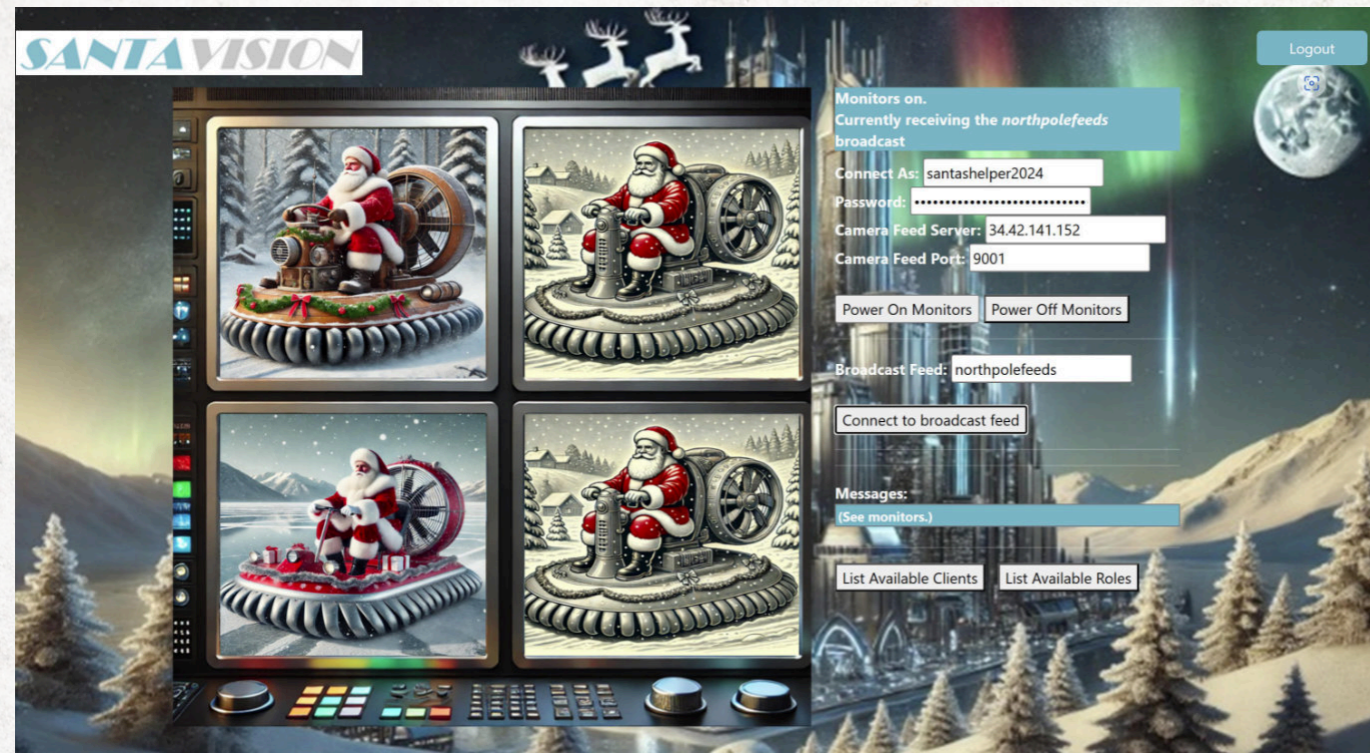 SANTAVISION
Logout
Monitors on.
Currently receiving the northpolefeeds
broadcast
Connect As: santashelper2024
Password: ••••••••••••••••••••••••••••
Camera Feed Server: 34.42.141.152
Camera Feed Port: 9001
Power On Monitors Power Off Monitors
Broadcast Feed: northpolefeeds
Connect to broadcast feed
Messages:
(See monitors.)
List Available Clients List Available Roles